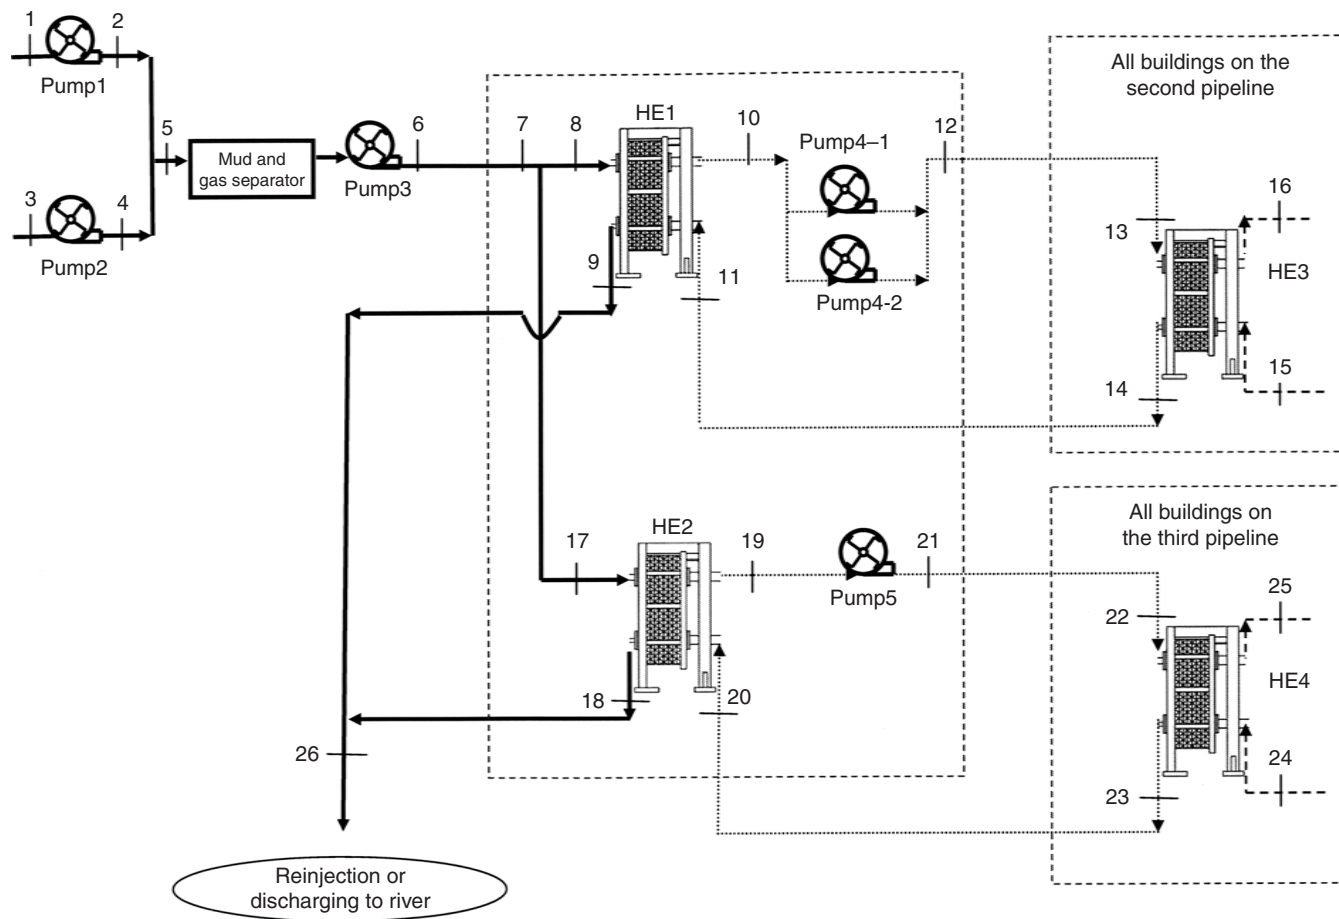 1
2
Pump1
5
3
4
Pump2
Mud and
gas separator
6
Pump3
7
8
HE1
10
Pump4–1
12
Pump4-2
9
11
All buildings on the
second pipeline
16
13
HE3
15
14
17
HE2
19
21
Pump5
18
20
All buildings on
the third pipeline
25
22
HE4
24
23
26
Reinjection or
discharging to river